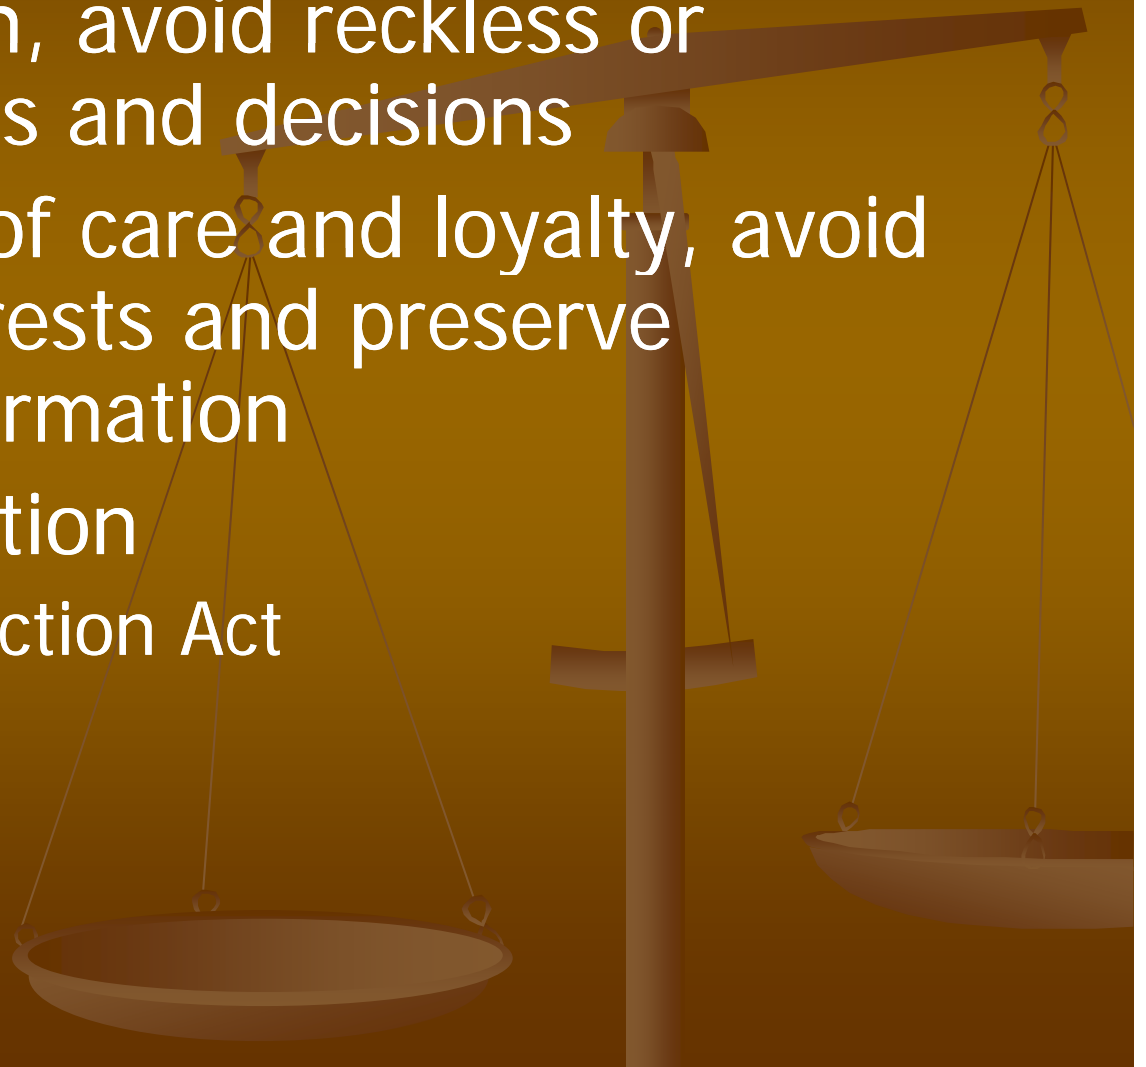 n, avoid reckless or
s and decisions
of care and loyalty, avoid
rests and preserve
rmation
tion
ction Act